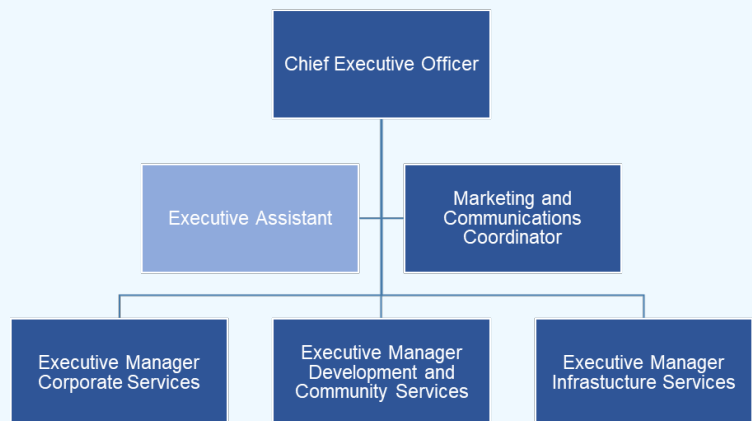 Chief Executive Officer
Executive Assistant
Marketing and
Communications
Coordinator
Executive Manager
Corporate Services
Executive Manager
Development and
Community Services
Executive Manager
Infrastucture Services